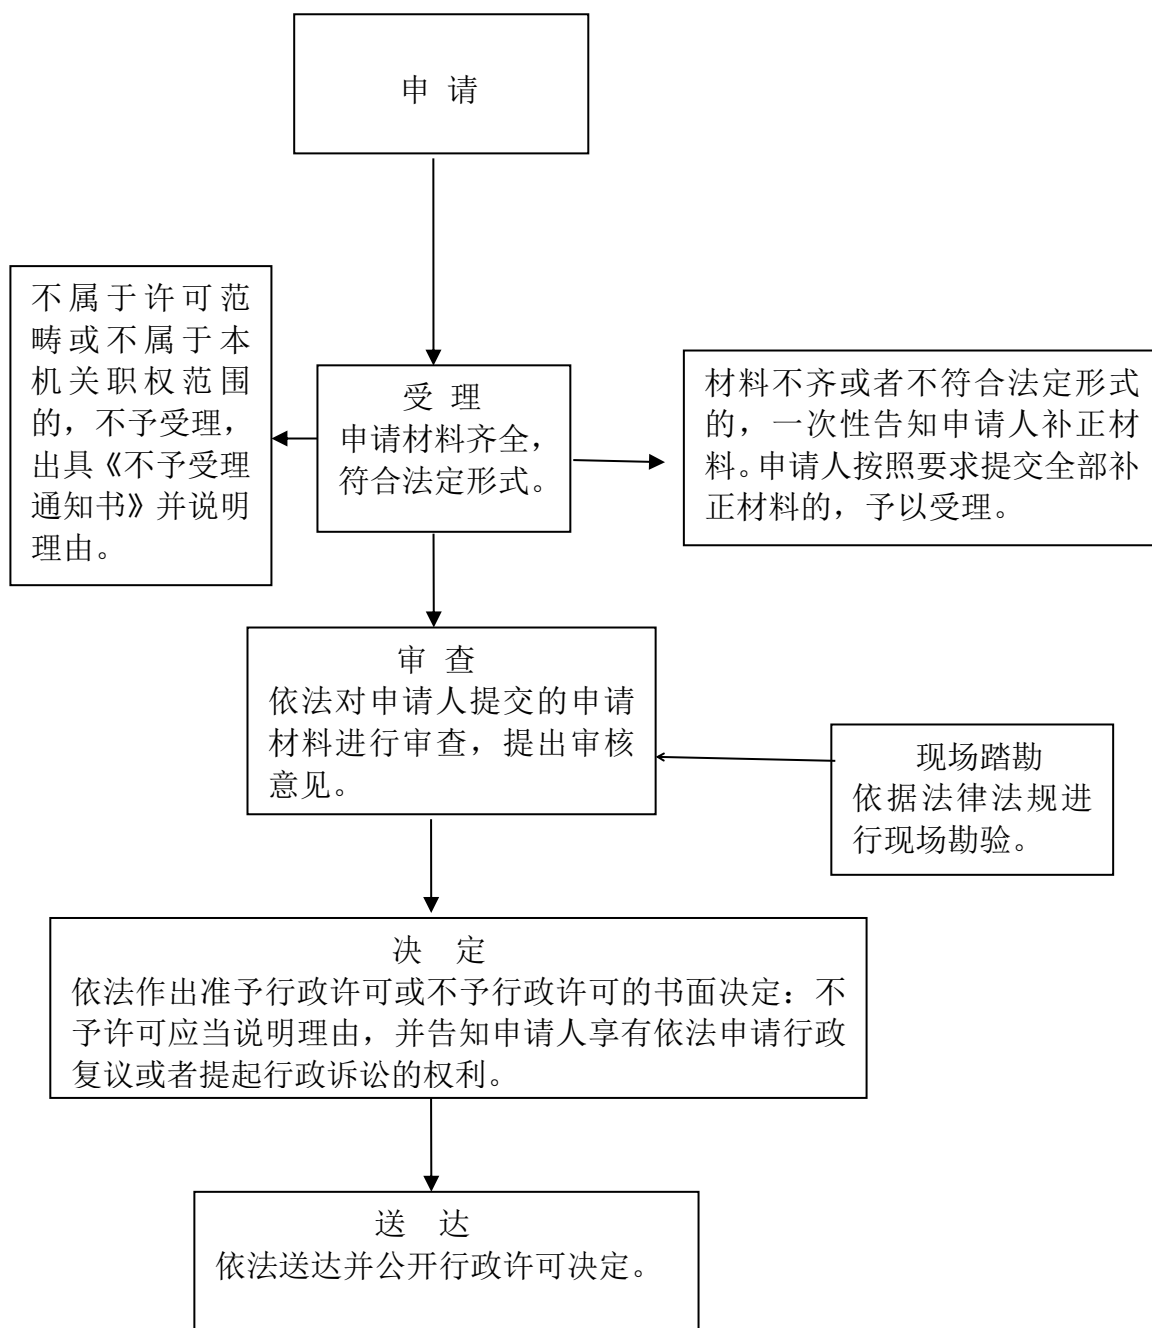 申 请
不属于许可范
畴或不属于本
机关职权范围
的，不予受理，
出具《不予受理
通知书》并说明
理由。
受 理
申请材料齐全，
符合法定形式。
材料不齐或者不符合法定形式
的，一次性告知申请人补正材
料。申请人按照要求提交全部补
正材料的，予以受理。
审 查
依法对申请人提交的申请
材料进行审查，提出审核
意见。
现场踏勘
依据法律法规进
行现场勘验。
决 定
依法作出准予行政许可或不予行政许可的书面决定：不
予许可应当说明理由，并告知申请人享有依法申请行政
复议或者提起行政诉讼的权利。
送 达
依法送达并公开行政许可决定。